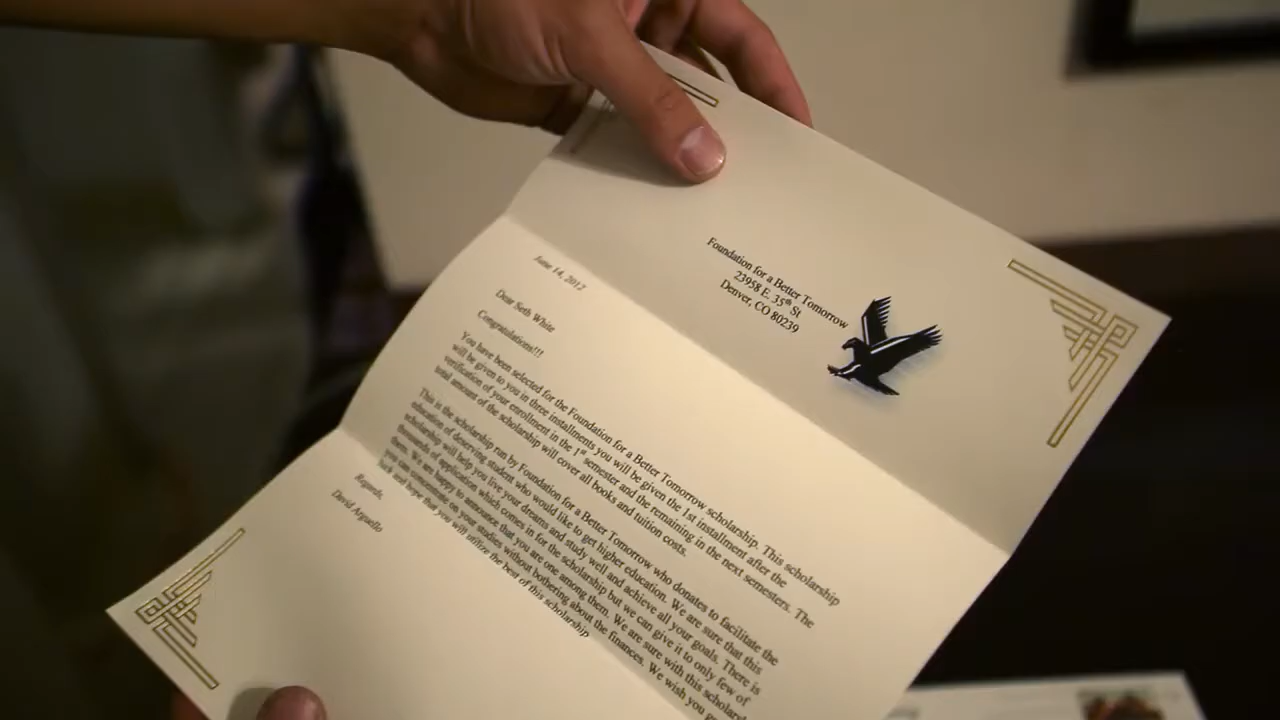 Foundation for a Better Tomorrow
23958 E. 35th St
Denver, CO 80239
June 14, 2012
Dear Seth White
Congratulations!!!
You have been selected for the Foundation for a Better Tomorrow scholarship. This scholarship
will be given to you in three installments you will be given the 1st installment after the
verification of your enrollment in the 1st semester and the remaining in the next semesters. The
total amount of the scholarship will cover all books and tuition costs.
This is the scholarship run by Foundation for a Better Tomorrow who donates to facilitate the
education of deserving student who would like to get higher education. We are sure that this
scholarship will help you live your dreams and study well and achieve all your goals. There is
thousands of application which comes in for the scholarship but we can give it to only few of
them. We are happy to announce that you are one among them. We are sure with this scholarsh
you can concentrate on your studies without bothering about the finances. We wish you g
luck and hope that you will utilize the best of this scholarship
Regards,
David Arguello